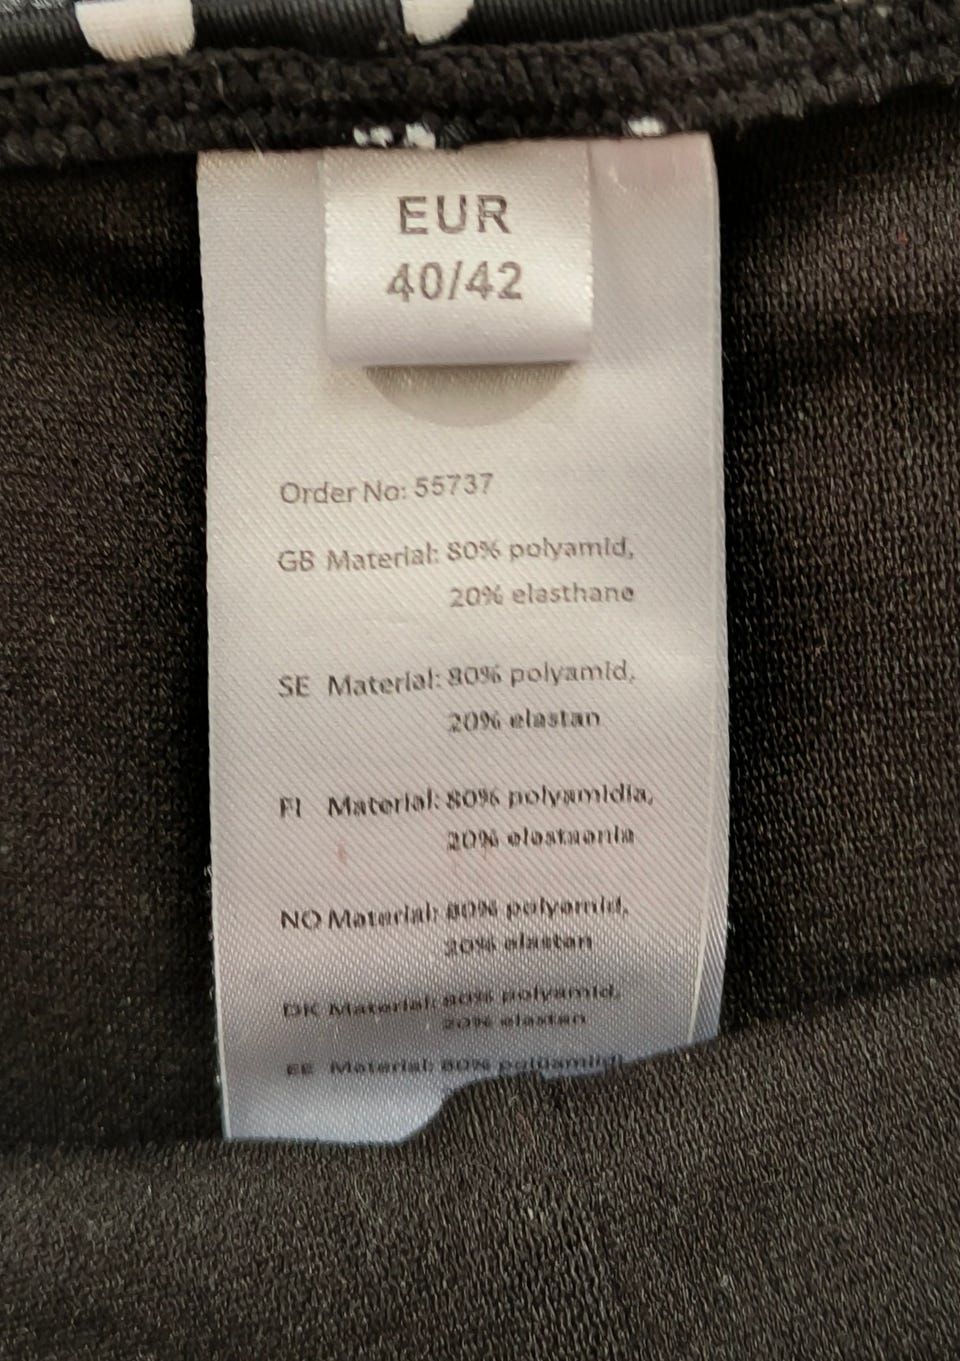 EUR
40/42
Order No: 55737
GB Material: 80% polyamid,
20% elasthane
SE Material: 80% polyamid,
20% elastan
FI Material: 80% polyamidia,
20% elastaania
NO Material: 80% polyamid,
20% elastan
DK Material: 80% polyamid,
20% elastan
EE Material: 80%